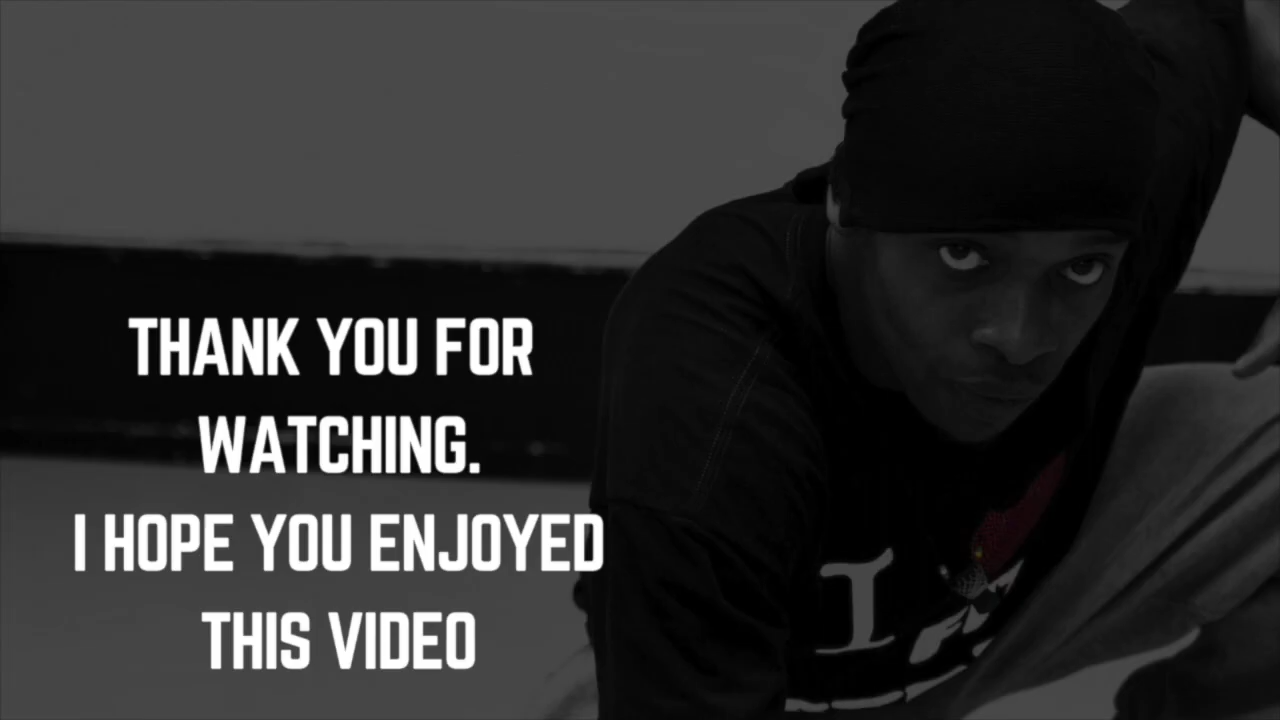 THANK YOU FOR
WATCHING.
I HOPE YOU ENJOYED
THIS VIDEO
I